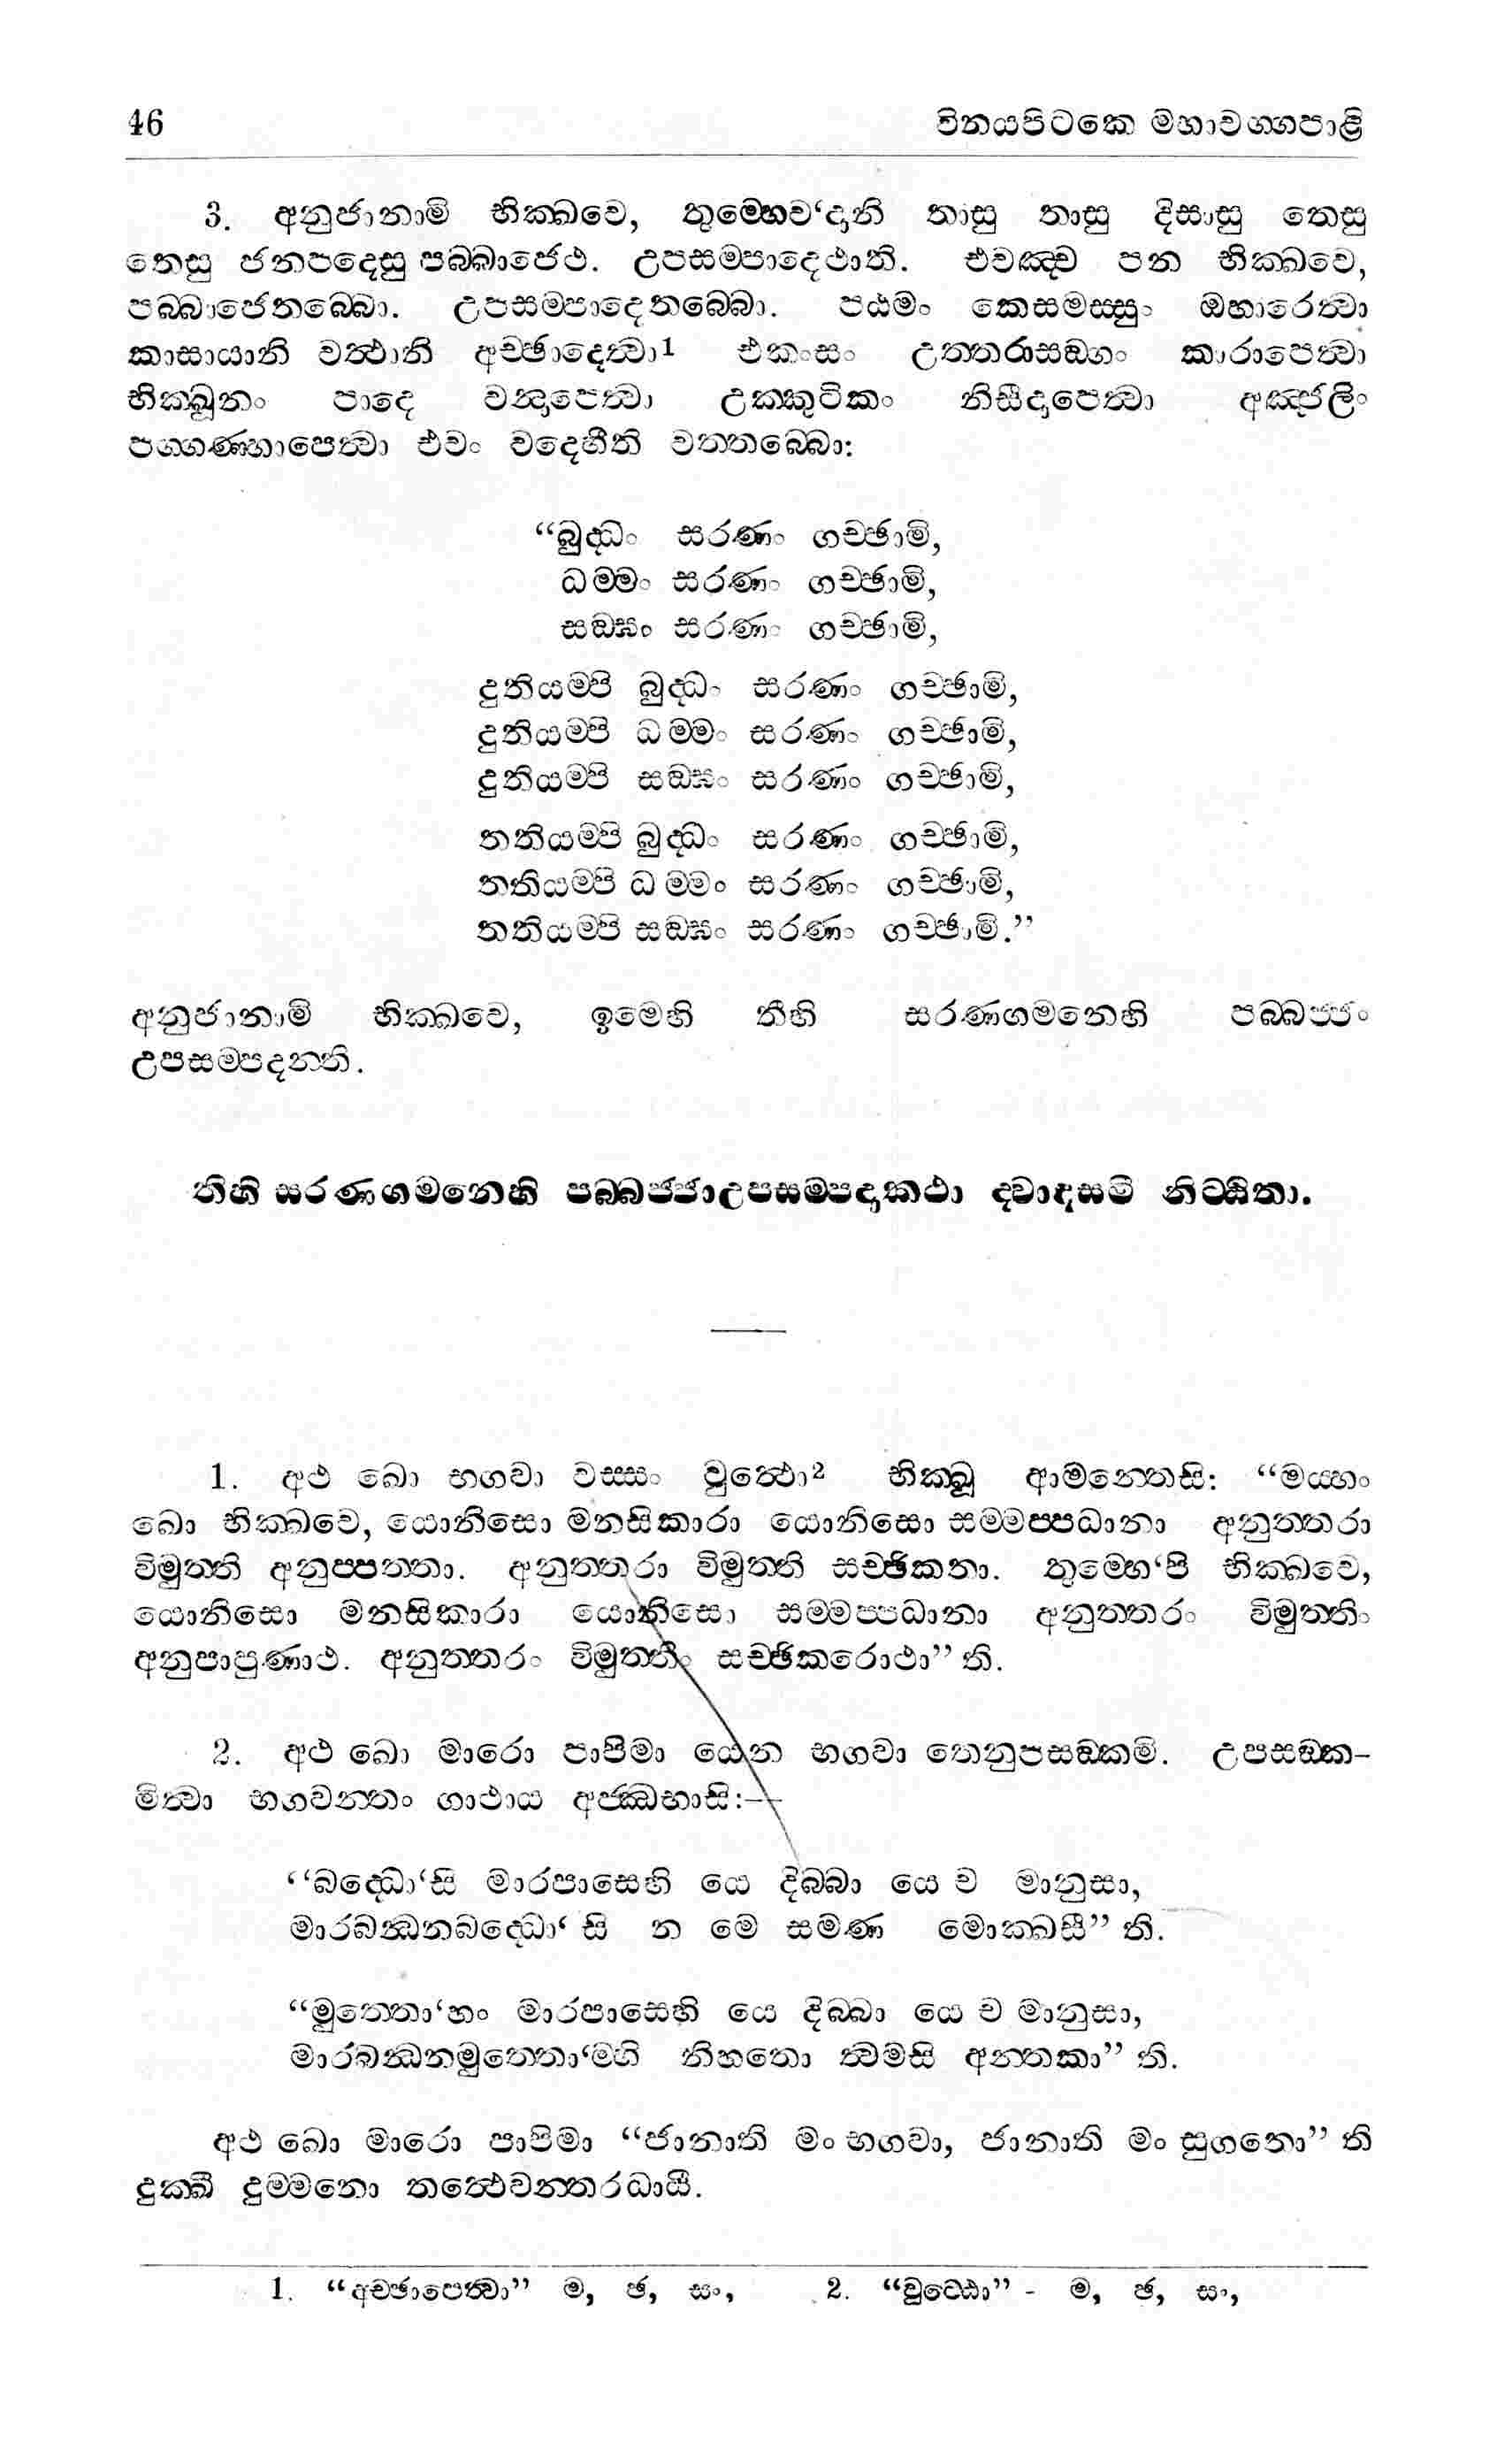 46 විනයපිටකෙ මහාවග්ගපාළි
3. අනුජානාමි භික්ඛවෙ, තුම්හෙව‘දානි තාසු තාසු දිසාසු තෙසු
තෙසු ජනපදෙසු පබ්බාජෙථ. උපසම්පාදෙථාති. එවඤ්ච පන භික්ඛවෙ,
පබ්බාජෙතබ්බො. උපසම්පාදෙතබ්බො. පඨමං කෙසමස්සුං ඔහාරෙත්වා
කාසායානි වත්ථානි අච්ඡාදෙත්වා1 එකංසං උත්තරාසඞ්ගං කාරාපෙත්වා
භික්ඛූනං පාදෙ වන්දාපෙත්වා උක්කුටිකං නිසීදාපෙත්වා අඤ්ජලිං
පග්ගණ්හාපෙත්වා එවං වදෙහීති වත්තබ්බො:
“බුද්ධං සරණං ගච්ඡාමි,
ධම්මං සරණං ගච්ඡාමි,
සඞ්ඝං සරණං ගච්ඡාමි,
දුතියම්පි බුද්ධං සරණං ගච්ඡාමි,
දුතියම්පි ධම්මං සරණං ගච්ඡාමි,
දුතියම්පි සඞ්ඝං සරණං ගච්ඡාමි,
තතියම්පි බුද්ධං සරණං ගච්ඡාමි,
තතියම්පි ධම්මං සරණං ගච්ඡාමි,
තතියම්පි සඞ්ඝං සරණං ගච්ඡාමි.”
අනුජානාමි භික්ඛවෙ, ඉමෙහි තීහි සරණගමනෙහි පබ්බජ්ජං
උපසම්පදන්ති.
තිහි සරණගමනෙහි පබ්බජ්ජාඋපසම්පදාකථා ද්වාදසමී නිට්ඨිතා.
1. අථ ඛො භගවා වස්සං වුත්ථො2 භික්ඛූ ආමන්තෙසි: “මය්හං
ඛො භික්ඛවෙ, යොනිසො මනසිකාරා යොනිසො සම්මප්පධානා අනුත්තරා
විමුත්ති අනුප්පත්තා. අනුත්තරා විමුත්ති සච්ඡිකතා. තුම්හෙ‘පි භික්ඛවෙ,
යොනිසො මනසිකාරා යොනිසො සම්මප්පධානා අනුත්තරං විමුත්තිං
අනුපාපුණාථ. අනුත්තරං විමුත්තිං සච්ඡිකරොථා” ති.
2. අථ ඛො මාරො පාපිමා යෙන භගවා තෙනුපසඞ්කමි. උපසඞ්ක-
මිත්වා භගවන්තං ගාථාය අජ්ඣභාසි:—
“බද්ධො‘සි මාරපාසෙහි යෙ දිබ්බා යෙ ච මානුසා,
මාරබන්ධනබද්ධො‘ සි න මෙ සමණ මොක්ඛසී” ති.
“මුත්තො‘හං මාරපාසෙහි යෙ දිබ්බා යෙ ච මානුසා,
මාරබන්ධනමුත්තො‘ම්හි නිහතො ත්වමසි අන්තකා” ති.
අථ ඛො මාරො පාපිමා “ජානාති මං භගවා, ජානාති මං සුගතො” ති
දුක්ඛී දුම්මනො තත්ථෙවන්තරධායී.
1. “අච්ඡාපෙත්වා” ම, ඡ, සං, 2. “වුට්ඨො” - ම, ඡ, සං,